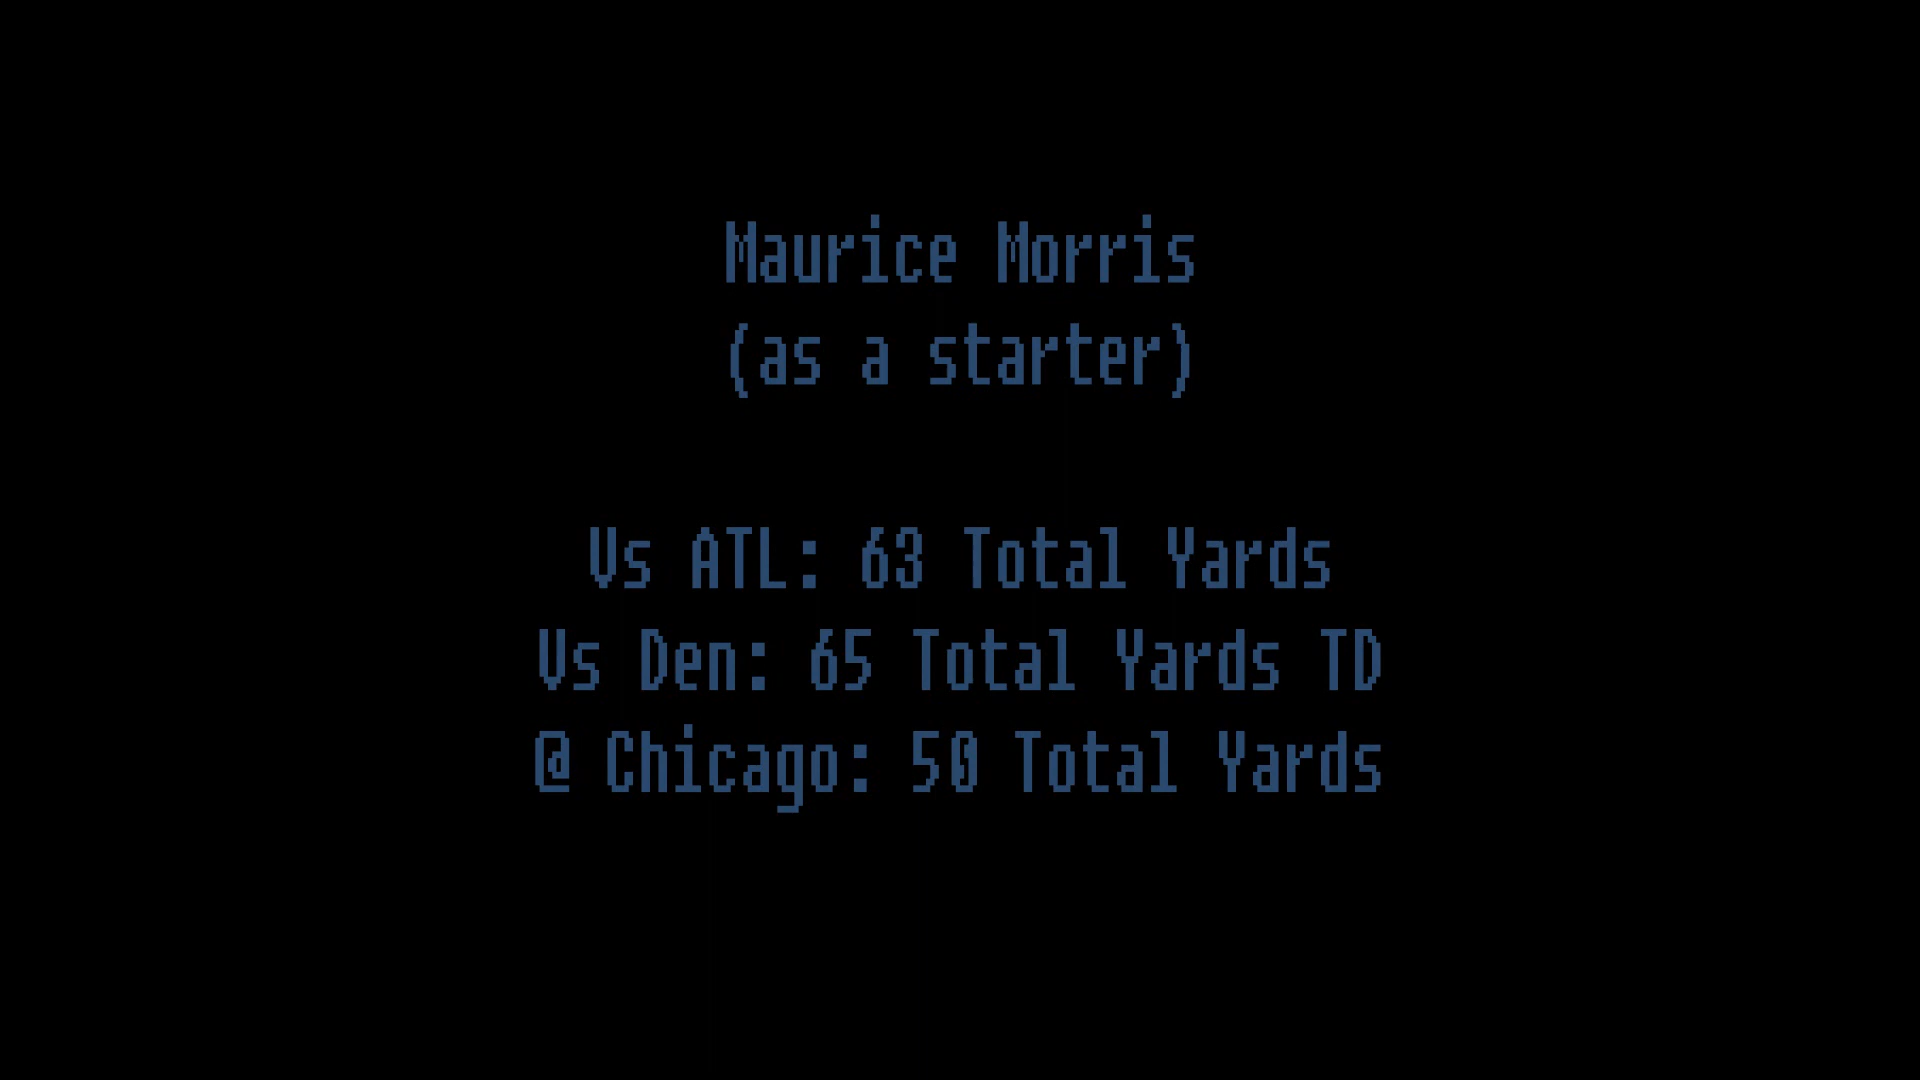 Maurice Morris
(as a starter)
Vs ATL: 63 Total Yards
Vs Den: 65 Total Yards TD
@ Chicago: 50 Total Yards